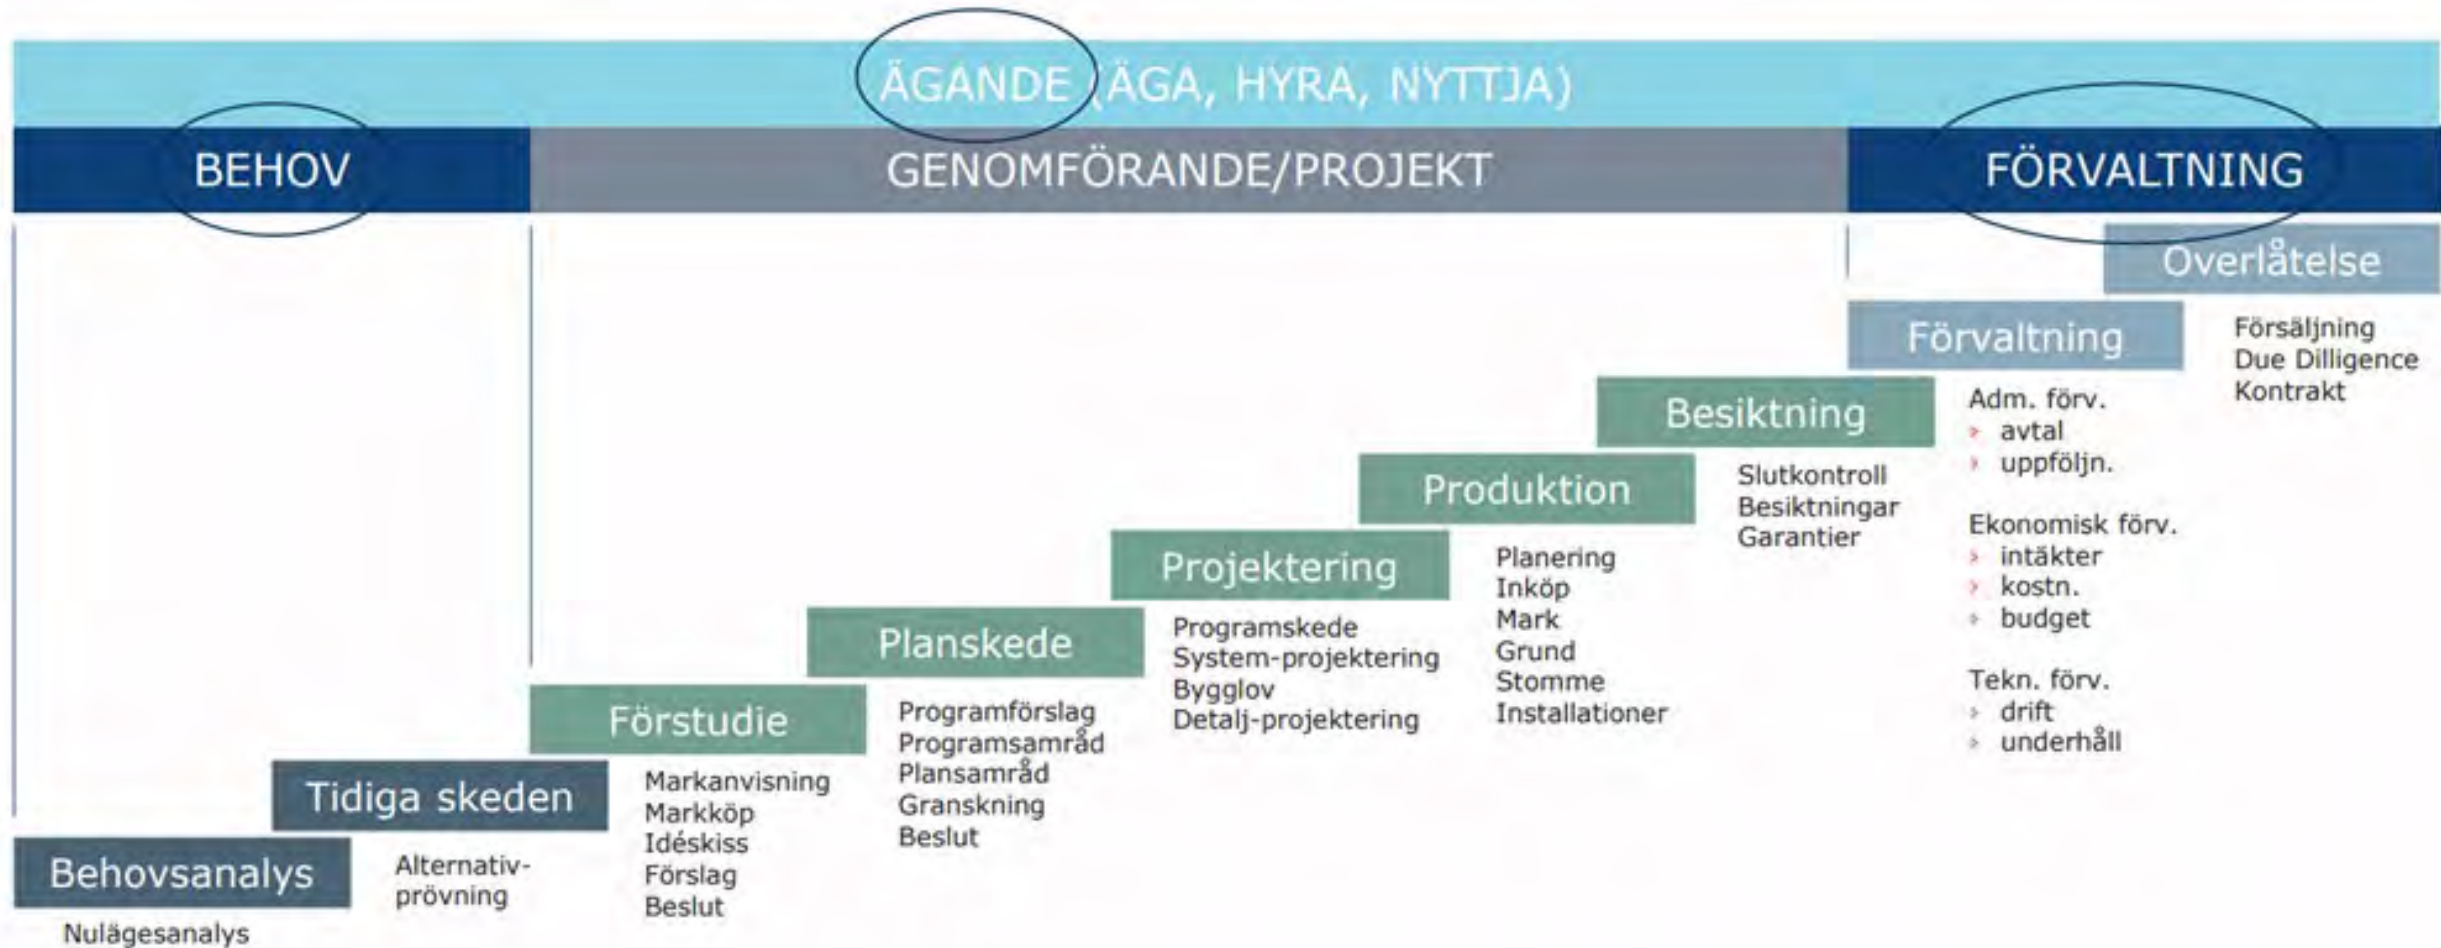 ÄGANDE (ÄGA, HYRA, NYTTJA)
BEHOV
GENOMFÖRANDE/PROJEKT
FÖRVALTNING
Behovsanalys
Nulägesanalys
Tidiga skeden
Alternativ-
prövning
Förstudie
Markanvisning
Markköp
Idéskiss
Förslag
Beslut
Planskede
Programförslag
Programsamråd
Plansamråd
Granskning
Beslut
Projektering
Programskede
System-projektering
Bygglov
Detalj-projektering
Produktion
Planering
Inköp
Mark
Grund
Stomme
Installationer
Besiktning
Slutkontroll
Besiktningar
Garantier
Förvaltning
Adm. förv.
› avtal
› uppföljn.
Ekonomisk förv.
› intäkter
› kostn.
› budget
Tekn. förv.
› drift
› underhåll
Overlåtelse
Försäljning
Due Dilligence
Kontrakt